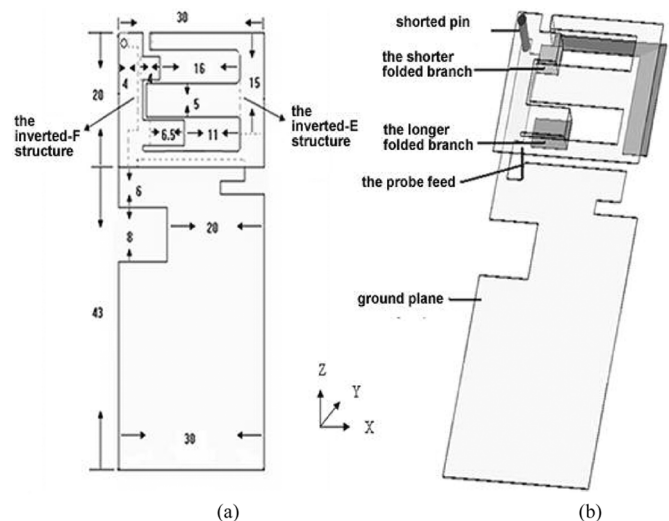 30
20
4
4
16
15
5
6.5
11
the
inverted-F
structure
the
inverted-E
structure
6
8
20
43
30
Z
Y
X
(a)
shorted pin
the shorter
folded branch
the longer
folded branch
the probe feed
ground plane
(b)